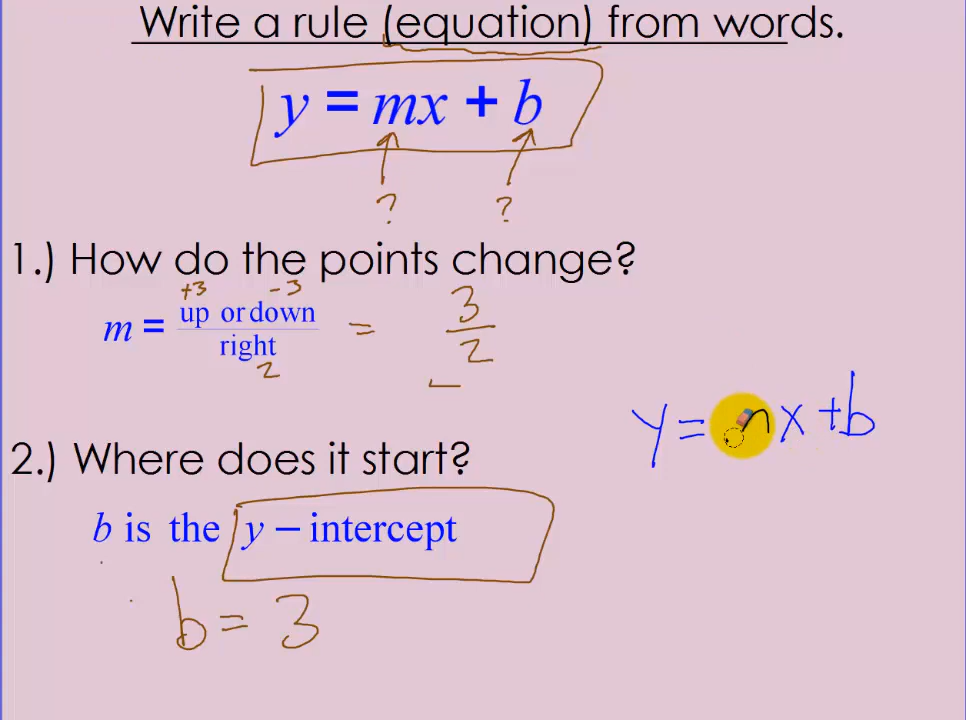 Write a rule (equation) from words.
y = mx + b
? ?
1.) How do the points change?
+3 -3
m = up or down / right = 3/2
2
y = x + b
2.) Where does it start?
b is the y – intercept
b = 3